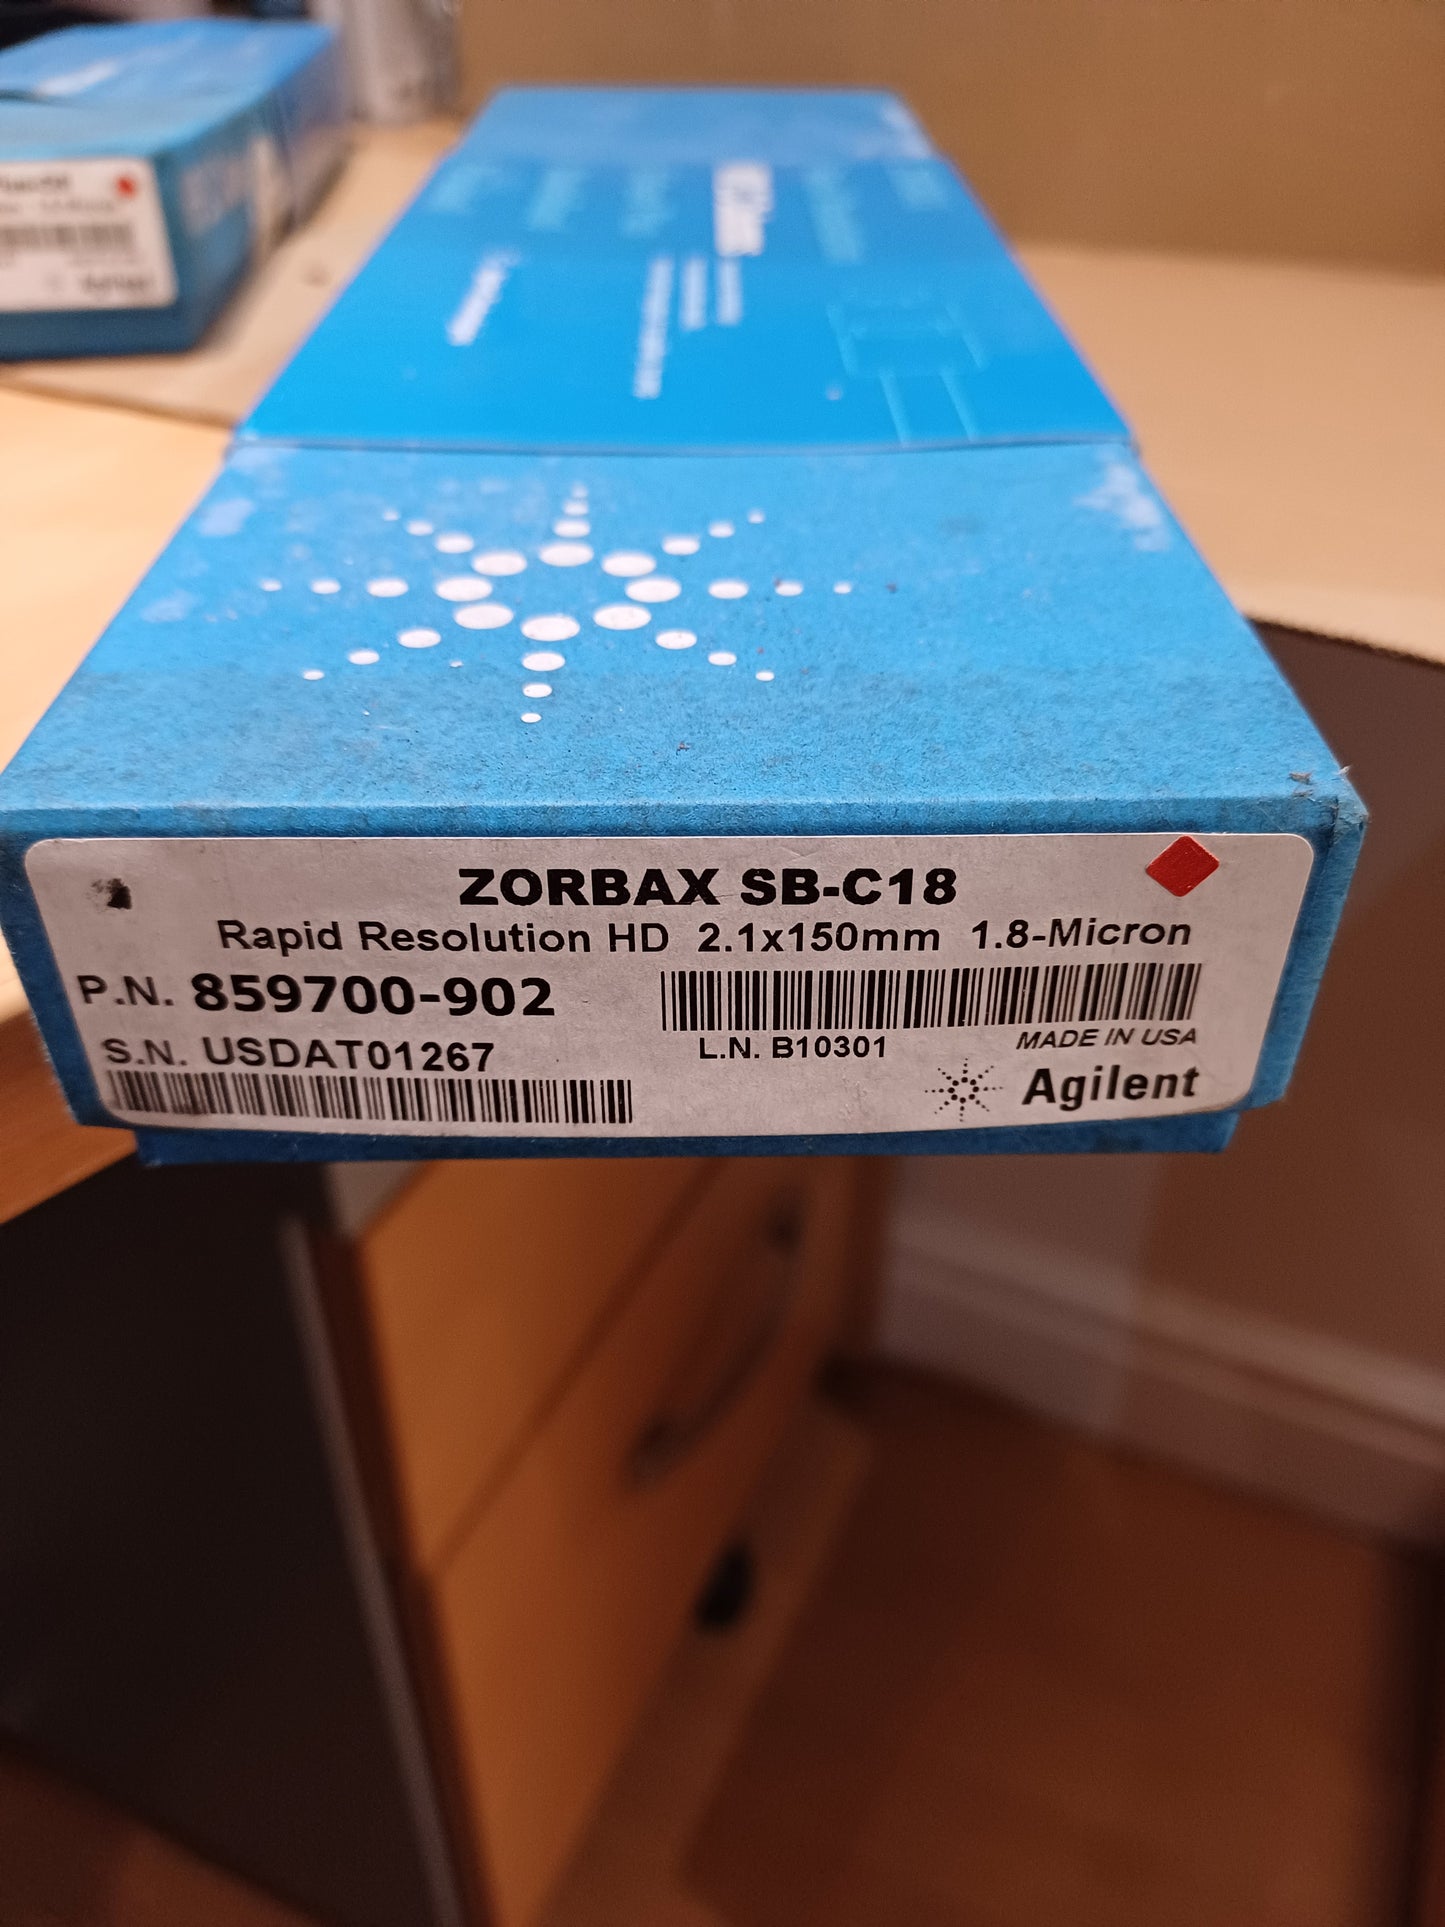 ZORBAX SB-C18
Rapid Resolution HD 2.1x150mm 1.8-Micron
P.N. 859700-902
S.N. USDAT01267
L.N. B10301
MADE IN USA
Agilent